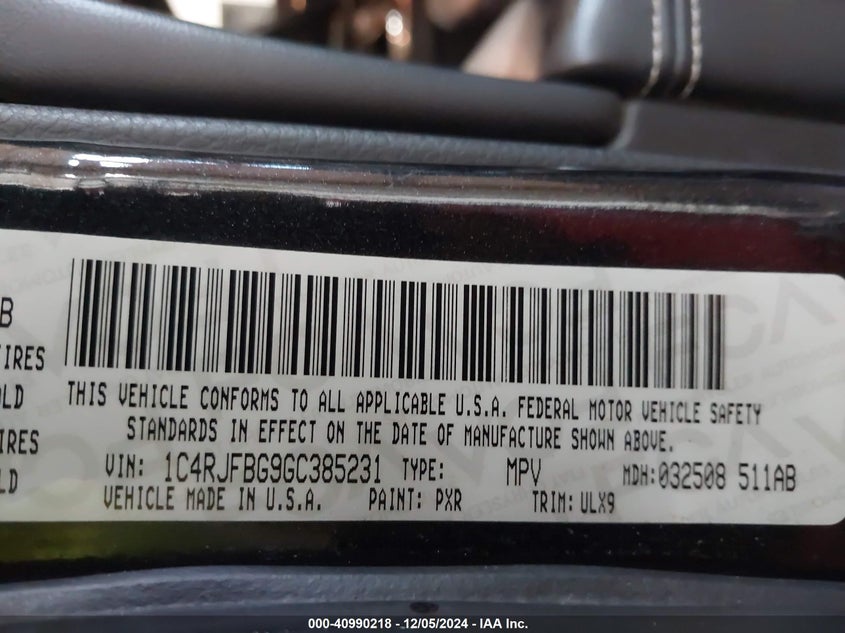 B
IRES
OLD
IRES
LD
THIS VEHICLE CONFORMS TO ALL APPLICABLE U.S.A. FEDERAL MOTOR VEHICLE SAFETY
STANDARDS IN EFFECT ON THE DATE OF MANUFACTURE SHOWN ABOVE.
VIN: 1C4RJFBG9GC385231 TYPE: MPV MDH:032508 511AB
VEHICLE MADE IN U.S.A. PAINT: PXR TRIM: ULX9
000-40990218 - 12/05/2024 - IAA Inc.